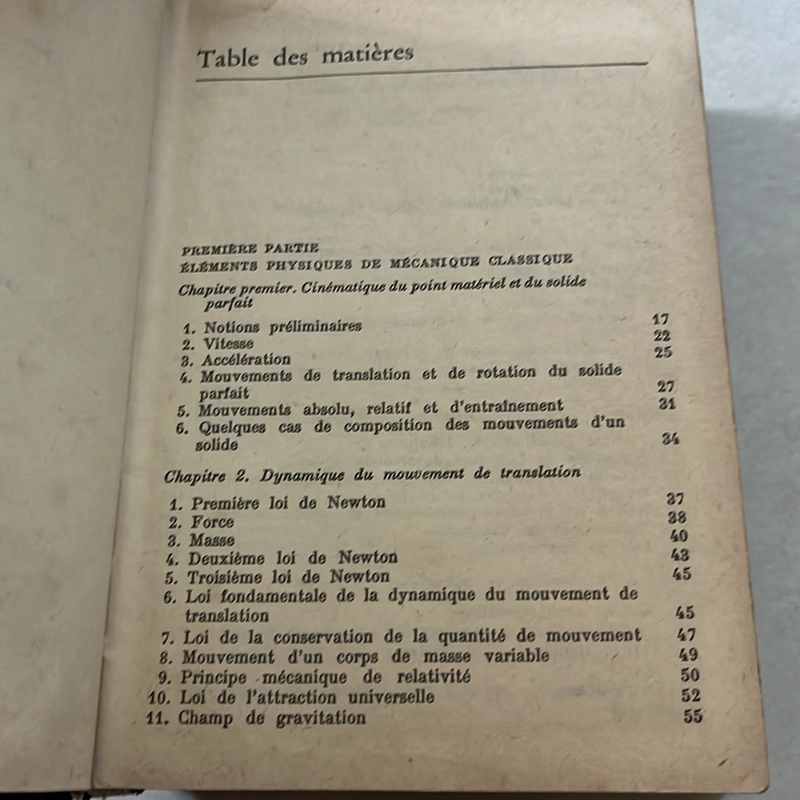 Table des matières
PREMIÈRE PARTIE
ÉLÉMENTS PHYSIQUES DE MÉCANIQUE CLASSIQUE
Chapitre premier. Cinématique du point matériel et du solide
parfait
1. Notions préliminaires 17
2. Vitesse 22
3. Accélération 25
4. Mouvements de translation et de rotation du solide
parfait 27
5. Mouvements absolu, relatif et d'entraînement 31
6. Quelques cas de composition des mouvements d'un
solide 34
Chapitre 2. Dynamique du mouvement de translation
1. Première loi de Newton 37
2. Force 38
3. Masse 40
4. Deuxième loi de Newton 43
5. Troisième loi de Newton 45
6. Loi fondamentale de la dynamique du mouvement de
translation 45
7. Loi de la conservation de la quantité de mouvement 47
8. Mouvement d'un corps de masse variable 49
9. Principe mécanique de relativité 50
10. Loi de l'attraction universelle 52
11. Champ de gravitation 55